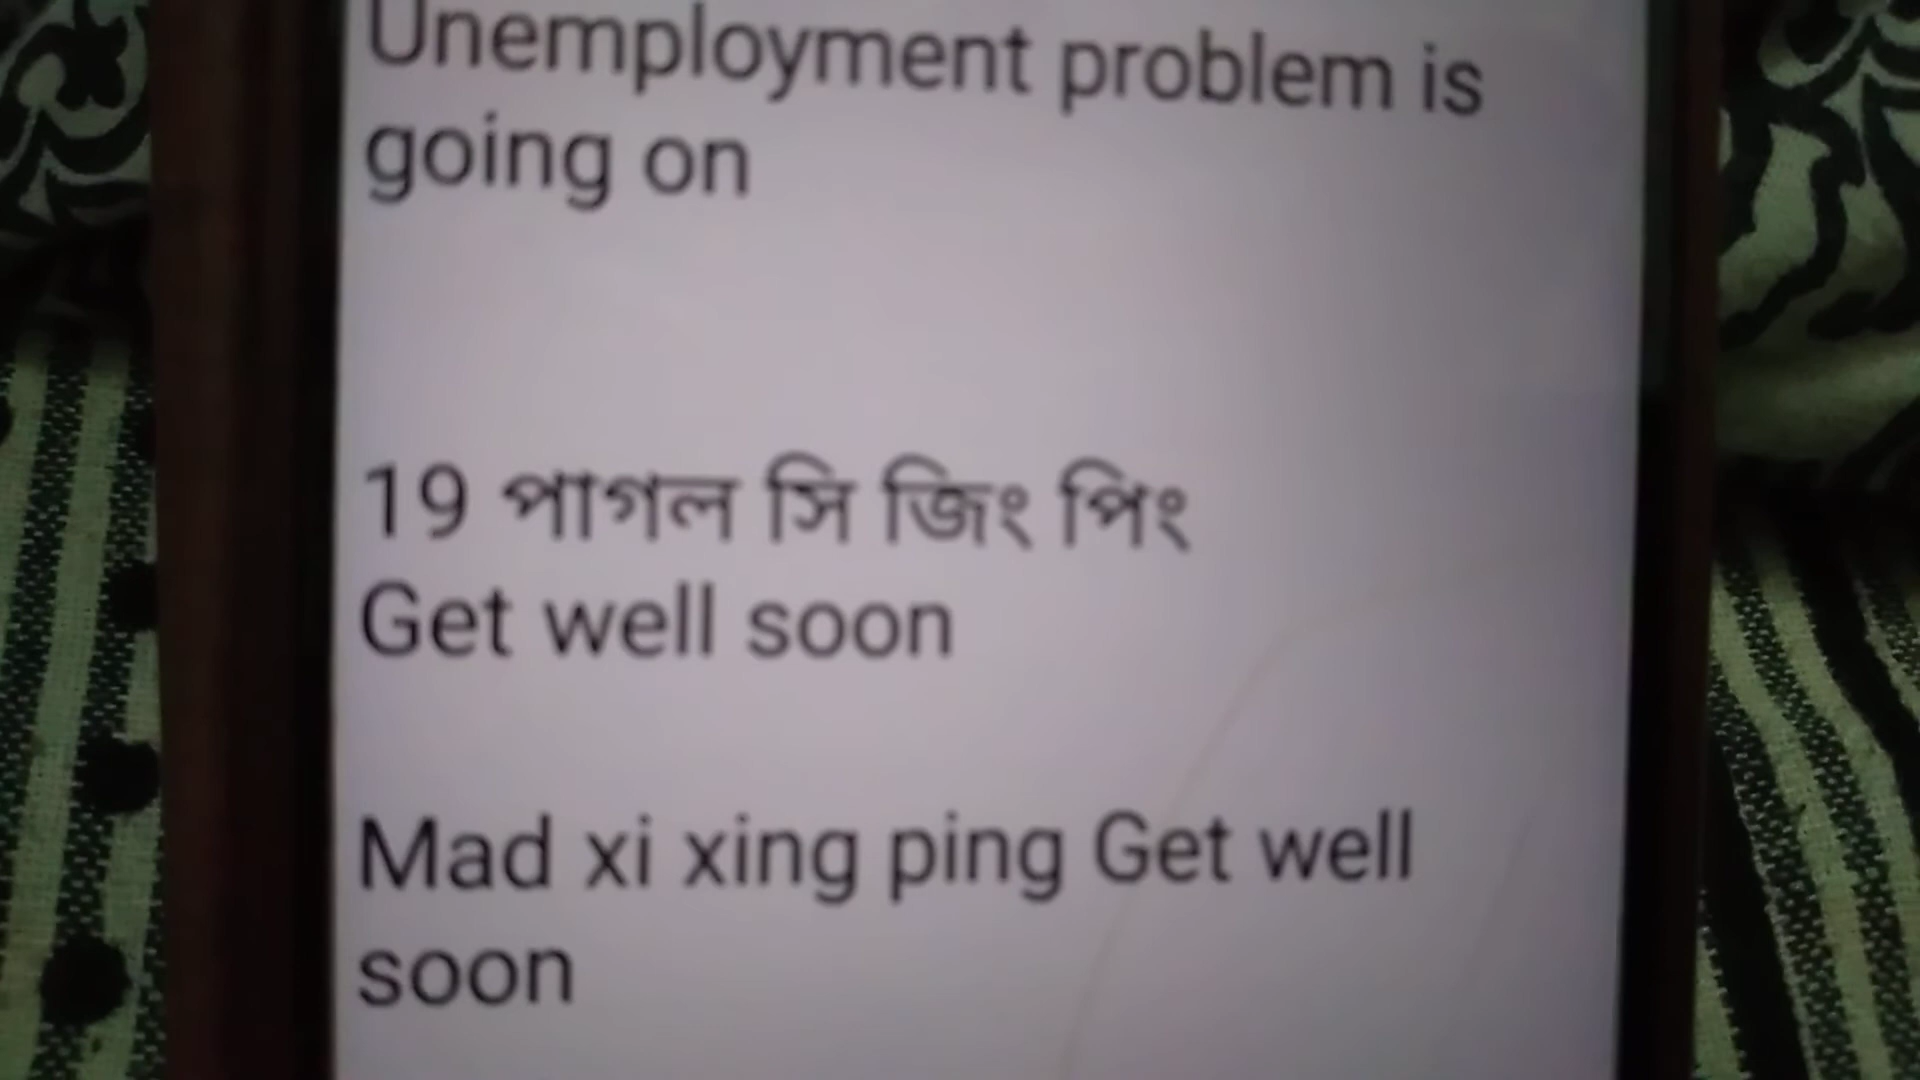 Unemployment problem is
going on
19 পাগল সি জিং পিং
Get well soon
Mad xi xing ping Get well
soon